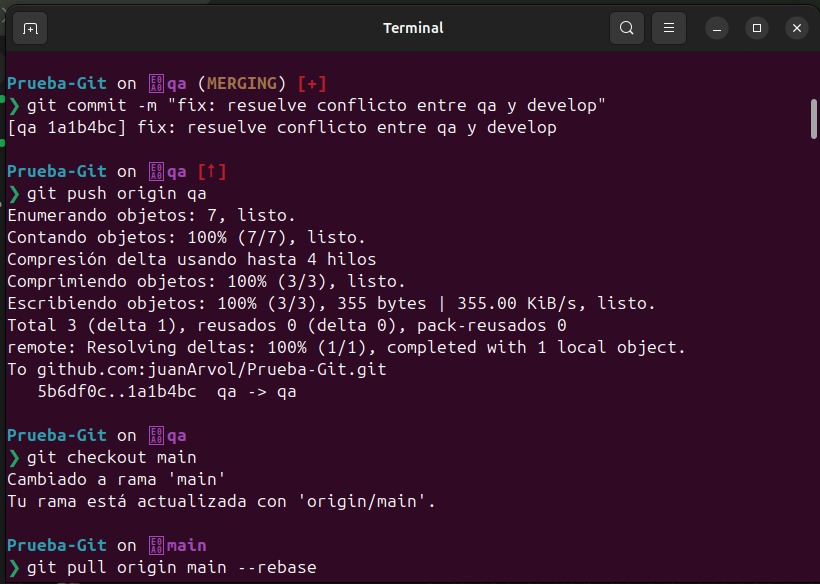 Terminal
Prueba-Git on qa (MERGING) [+]
❯ git commit -m "fix: resuelve conflicto entre qa y develop"
[qa 1a1b4bc] fix: resuelve conflicto entre qa y develop
Prueba-Git on qa [↑]
❯ git push origin qa
Enumerando objetos: 7, listo.
Contando objetos: 100% (7/7), listo.
Compresión delta usando hasta 4 hilos
Comprimiendo objetos: 100% (3/3), listo.
Escribiendo objetos: 100% (3/3), 355 bytes | 355.00 KiB/s, listo.
Total 3 (delta 1), reusados 0 (delta 0), pack-reusados 0
remote: Resolving deltas: 100% (1/1), completed with 1 local object.
To github.com:juanArvol/Prueba-Git.git
   5b6df0c..1a1b4bc  qa -> qa
Prueba-Git on qa
❯ git checkout main
Cambiado a rama 'main'
Tu rama está actualizada con 'origin/main'.
Prueba-Git on main
❯ git pull origin main --rebase